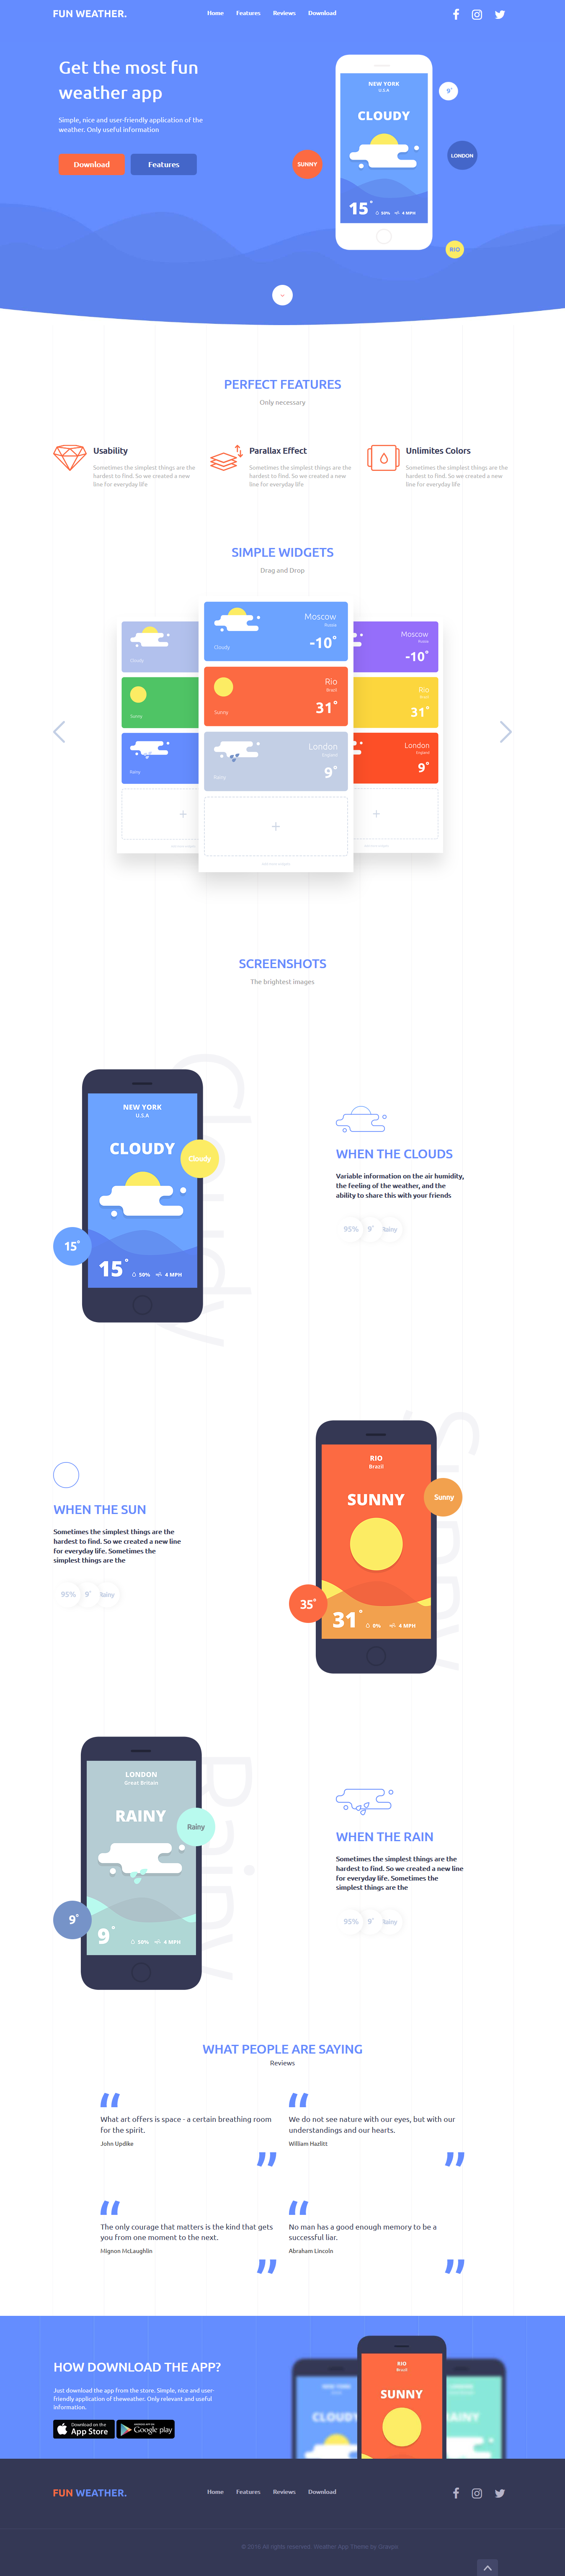 FUN WEATHER.
Home Features Reviews Download
Get the most fun
weather app
Simple, nice and user-friendly application of the
weather. Only useful information
Download Features
NEW YORK
U.S.A
CLOUDY
15° 50% 4 MPH
9°
LONDON
SUNNY
RIO
PERFECT FEATURES
Only necessary
Usability
Sometimes the simplest things are the
hardest to find. So we created a new
line for everyday life
Parallax Effect
Sometimes the simplest things are the
hardest to find. So we created a new
line for everyday life
Unlimites Colors
Sometimes the simplest things are the
hardest to find. So we created a new
line for everyday life
SIMPLE WIDGETS
Drag and Drop
Cloudy
Sunny
Rainy
Moscow
Russia
-10°
Cloudy
Rio
Brazil
31°
Sunny
London
England
9°
Rainy
Moscow
Russia
-10°
Rio
31°
London
England
9°
SCREENSHOTS
The brightest images
Cloudy
NEW YORK
U.S.A
CLOUDY
Cloudy
15°
15° 50% 4 MPH
WHEN THE CLOUDS
Variable information on the air humidity,
the feeling of the weather, and the
ability to share this with your friends
95% 9° Rainy
WHEN THE SUN
Sometimes the simplest things are the
hardest to find. So we created a new line
for everyday life. Sometimes the
simplest things are the
95% 9° Rainy
Sunny
RIO
Brazil
SUNNY
Sunny
35°
31° 0% 4 MPH
Rainy
LONDON
Great Britain
RAINY
Rainy
9°
9° 50% 4 MPH
WHEN THE RAIN
Sometimes the simplest things are the
hardest to find. So we created a new line
for everyday life. Sometimes the
simplest things are the
95% 9° Rainy
WHAT PEOPLE ARE SAYING
Reviews
“
What art offers is space - a certain breathing room
for the spirit.
John Updike
”
“
We do not see nature with our eyes, but with our
understandings and our hearts.
William Hazlitt
”
“
The only courage that matters is the kind that gets
you from one moment to the next.
Mignon McLaughlin
”
“
No man has a good enough memory to be a
successful liar.
Abraham Lincoln
”
HOW DOWNLOAD THE APP?
Just download the app from the store. Simple, nice and user-
friendly application of theweather. Only relevant and useful
information.
Download on the
App Store
Google play
NEW YORK
CLOUDY
RIO
Brazil
SUNNY
RAINY
FUN WEATHER.
Home Features Reviews Download
© 2016 All rights reserved. Weather App Theme by Grasps